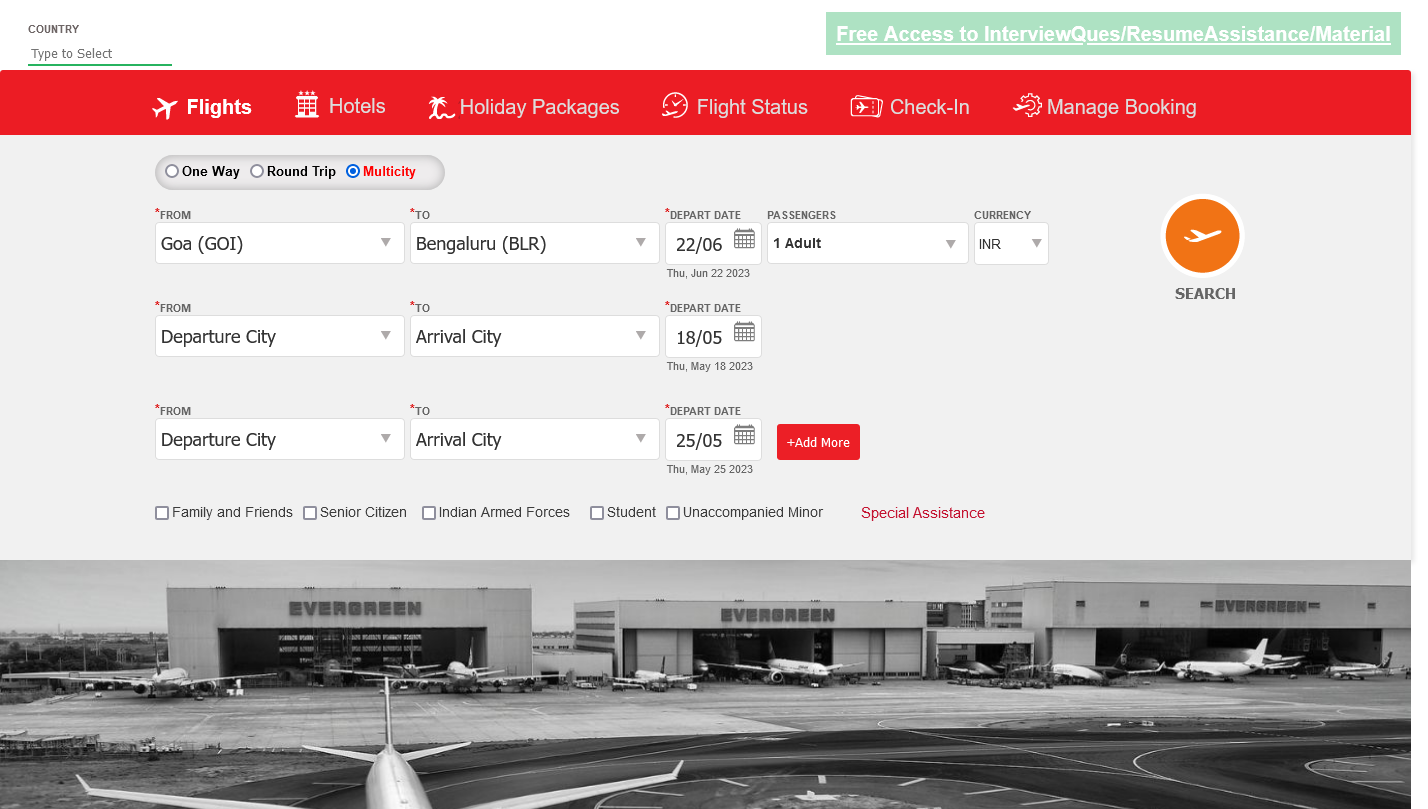 COUNTRY
Type to Select
Free Access to InterviewQues/ResumeAssistance/Material
Flights Hotels Holiday Packages Flight Status Check-In Manage Booking
One Way Round Trip Multicity
*FROM *TO *DEPART DATE PASSENGERS CURRENCY
Goa (GOI) Bengaluru (BLR) 22/06 1 Adult INR
Thu, Jun 22 2023
SEARCH
*FROM *TO *DEPART DATE
Departure City Arrival City 18/05
Thu, May 18 2023
*FROM *TO *DEPART DATE
Departure City Arrival City 25/05 +Add More
Thu, May 25 2023
Family and Friends Senior Citizen Indian Armed Forces Student Unaccompanied Minor Special Assistance
EVERGREEN EVERGREEN EVERGREEN